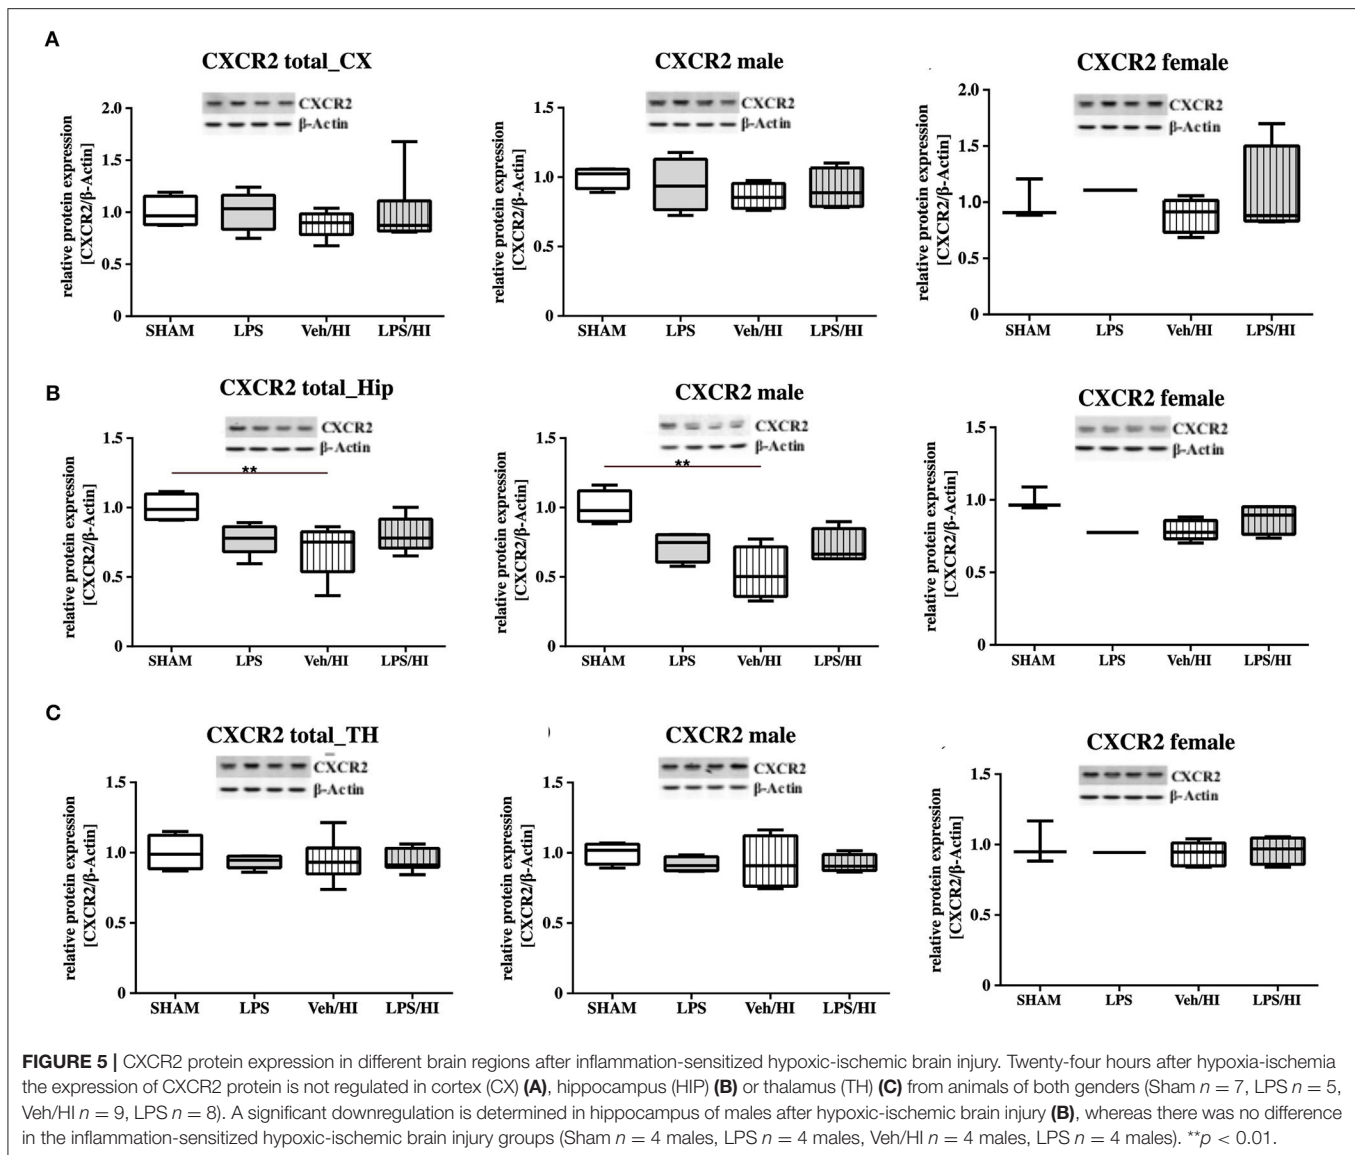 A
CXCR2 total_CX
CXCR2
β-Actin
relative protein expression
[CXCR2/β-Actin]
2.0
1.5
1.0
0.5
0
SHAM LPS Veh/HI LPS/HI
CXCR2 male
CXCR2
β-Actin
relative protein expression
[CXCR2/β-Actin]
1.5
1.0
0.5
0
SHAM LPS Veh/HI LPS/HI
CXCR2 female
CXCR2
β-Actin
relative protein expression
[CXCR2/β-Actin]
2.0
1.5
1.0
0.5
0
SHAM LPS Veh/HI LPS/HI
B
CXCR2 total_Hip
CXCR2
β-Actin
**
relative protein expression
[CXCR2/β-Actin]
1.5
1.0
0.5
0
SHAM LPS Veh/HI LPS/HI
CXCR2 male
CXCR2
β-Actin
**
relative protein expression
[CXCR2/β-Actin]
1.5
1.0
0.5
0
SHAM LPS Veh/HI LPS/HI
CXCR2 female
CXCR2
β-Actin
relative protein expression
[CXCR2/β-Actin]
1.5
1.0
0.5
0
SHAM LPS Veh/HI LPS/HI
C
CXCR2 total_TH
CXCR2
β-Actin
relative protein expression
[CXCR2/β-Actin]
1.5
1.0
0.5
0
SHAM LPS Veh/HI LPS/HI
)
CXCR2 male
CXCR2
β-Actin
relative protein expression
[CXCR2/β-Actin]
1.5
1.0
0.5
0
SHAM LPS Veh/HI LPS/HI
CXCR2 female
CXCR2
β-Actin
relative protein expression
[CXCR2/β-Actin]
1.5
1.0
0.5
0
SHAM LPS Veh/HI LPS/HI
FIGURE 5 | CXCR2 protein expression in different brain regions after inflammation-sensitized hypoxic-ischemic brain injury. Twenty-four hours after hypoxia-ischemia
the expression of CXCR2 protein is not regulated in cortex (CX) (A), hippocampus (HIP) (B) or thalamus (TH) (C) from animals of both genders (Sham n = 7, LPS n = 5,
Veh/HI n = 9, LPS n = 8). A significant downregulation is determined in hippocampus of males after hypoxic-ischemic brain injury (B), whereas there was no difference
in the inflammation-sensitized hypoxic-ischemic brain injury groups (Sham n = 4 males, LPS n = 4 males, Veh/HI n = 4 males, LPS n = 4 males). **p < 0.01.